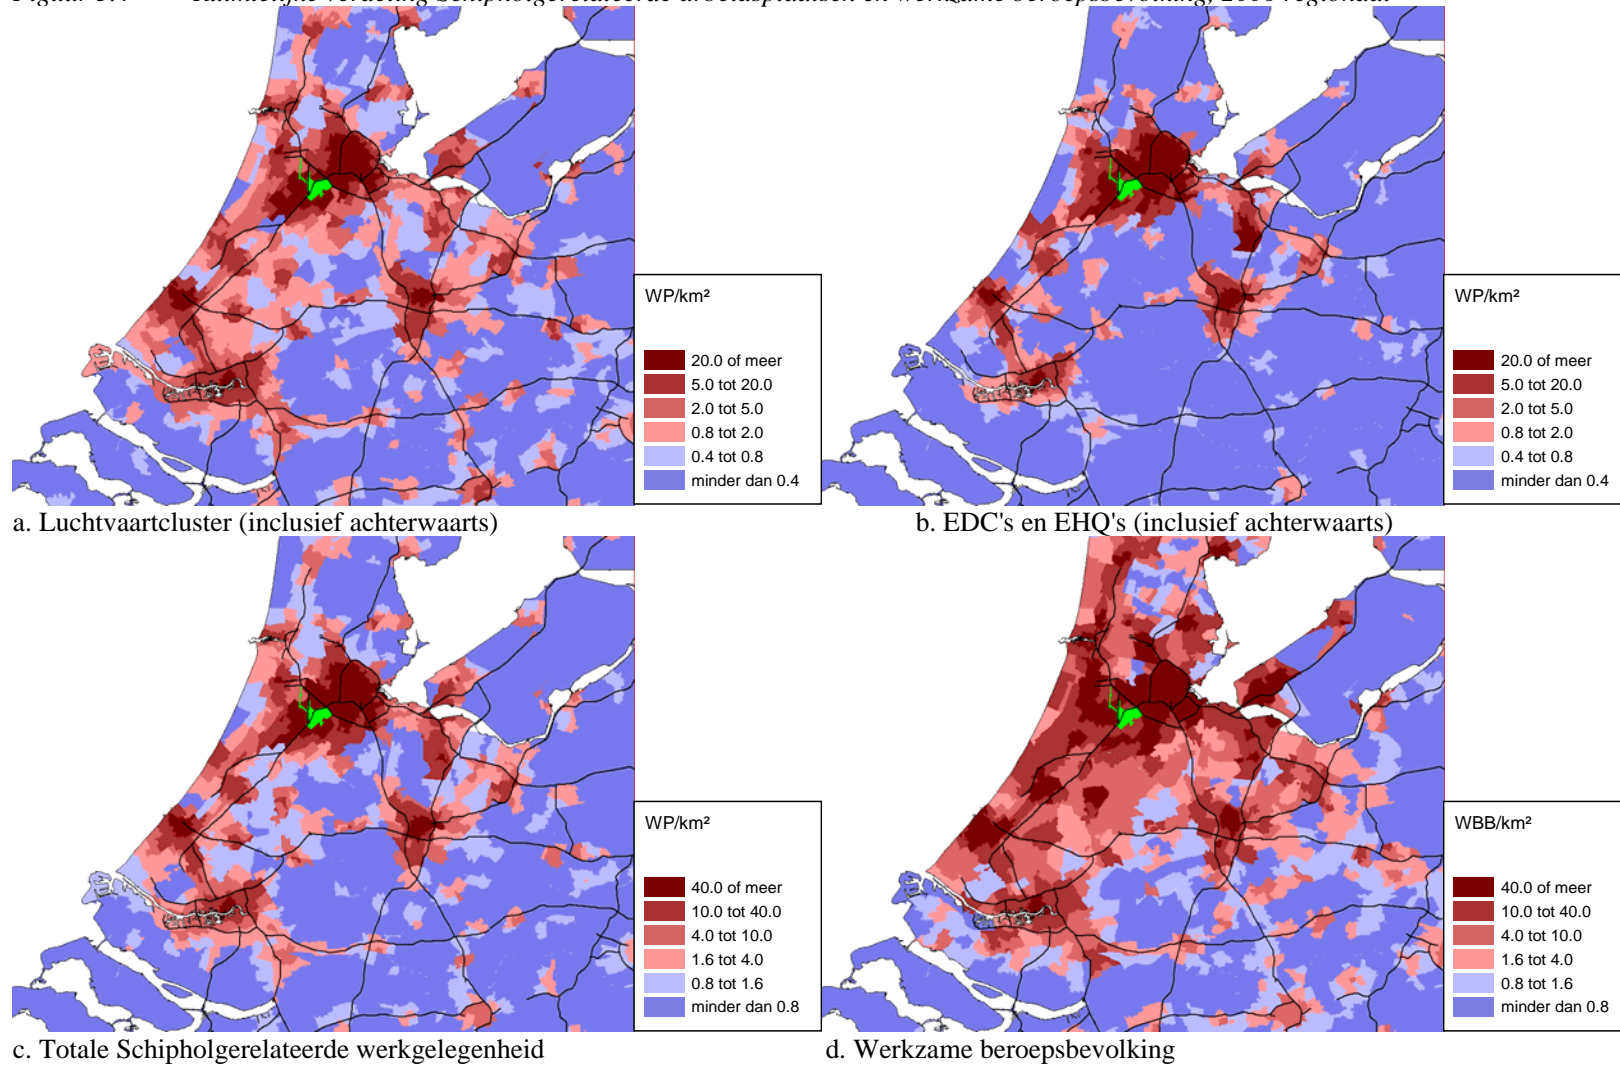 WP/km²
20.0 of meer
5.0 tot 20.0
2.0 tot 5.0
0.8 tot 2.0
0.4 tot 0.8
minder dan 0.4
WP/km²
20.0 of meer
5.0 tot 20.0
2.0 tot 5.0
0.8 tot 2.0
0.4 tot 0.8
minder dan 0.4
a. Luchtvaartcluster (inclusief achterwaarts)
b. EDC's en EHQ's (inclusief achterwaarts)
WP/km²
40.0 of meer
10.0 tot 40.0
4.0 tot 10.0
1.6 tot 4.0
0.8 tot 1.6
minder dan 0.8
WBB/km²
40.0 of meer
10.0 tot 40.0
4.0 tot 10.0
1.6 tot 4.0
0.8 tot 1.6
minder dan 0.8
c. Totale Schipholgerelateerde werkgelegenheid
d. Werkzame beroepsbevolking